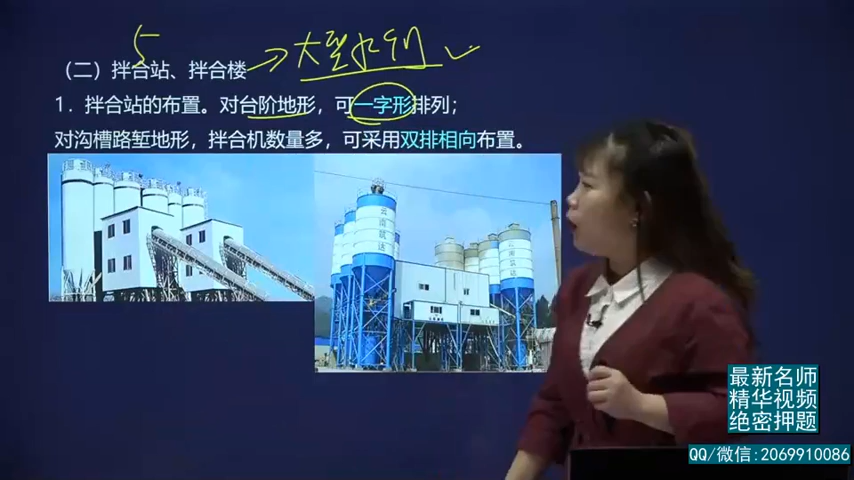 5
大型水利
（二）拌合站、拌合楼
1．拌合站的布置。对台阶地形，可一字形排列；
对沟槽路堑地形，拌合机数量多，可采用双排相向布置。
最新名师
精华视频
绝密押题
QQ/微信:2069910086